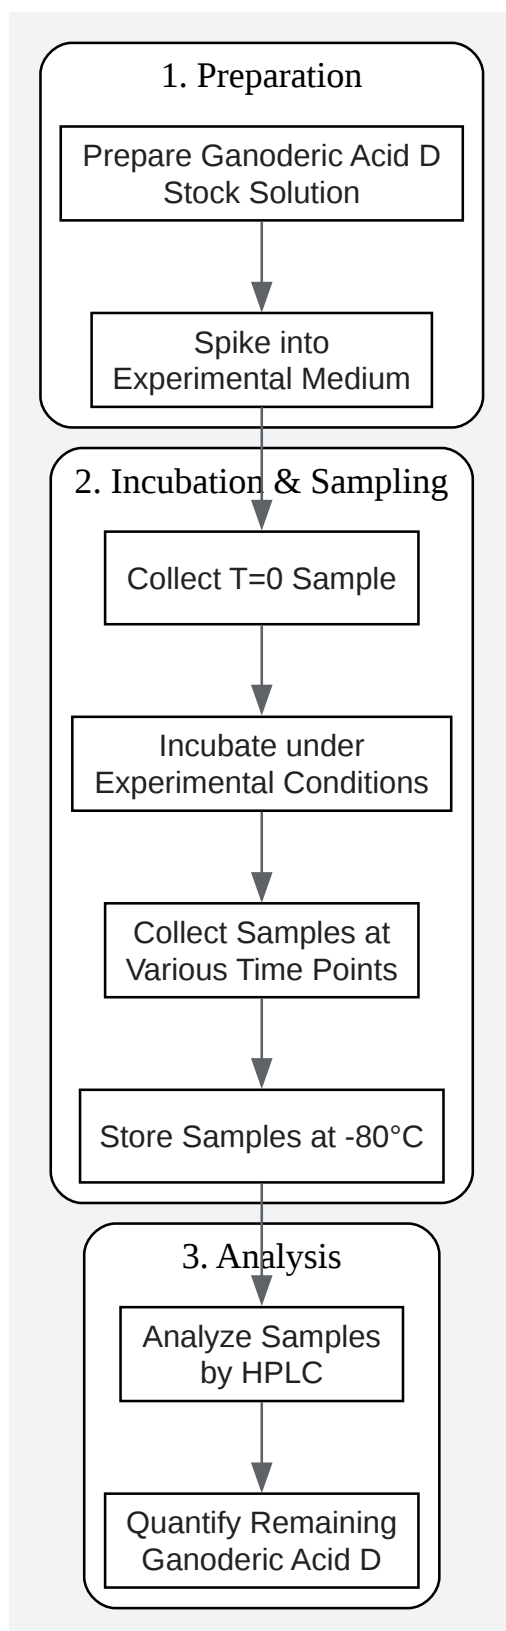 1. Preparation
Prepare Ganoderic Acid D
Stock Solution
Spike into
Experimental Medium
2. Incubation & Sampling
Collect T=0 Sample
Incubate under
Experimental Conditions
Collect Samples at
Various Time Points
Store Samples at -80°C
3. Analysis
Analyze Samples
by HPLC
Quantify Remaining
Ganoderic Acid D